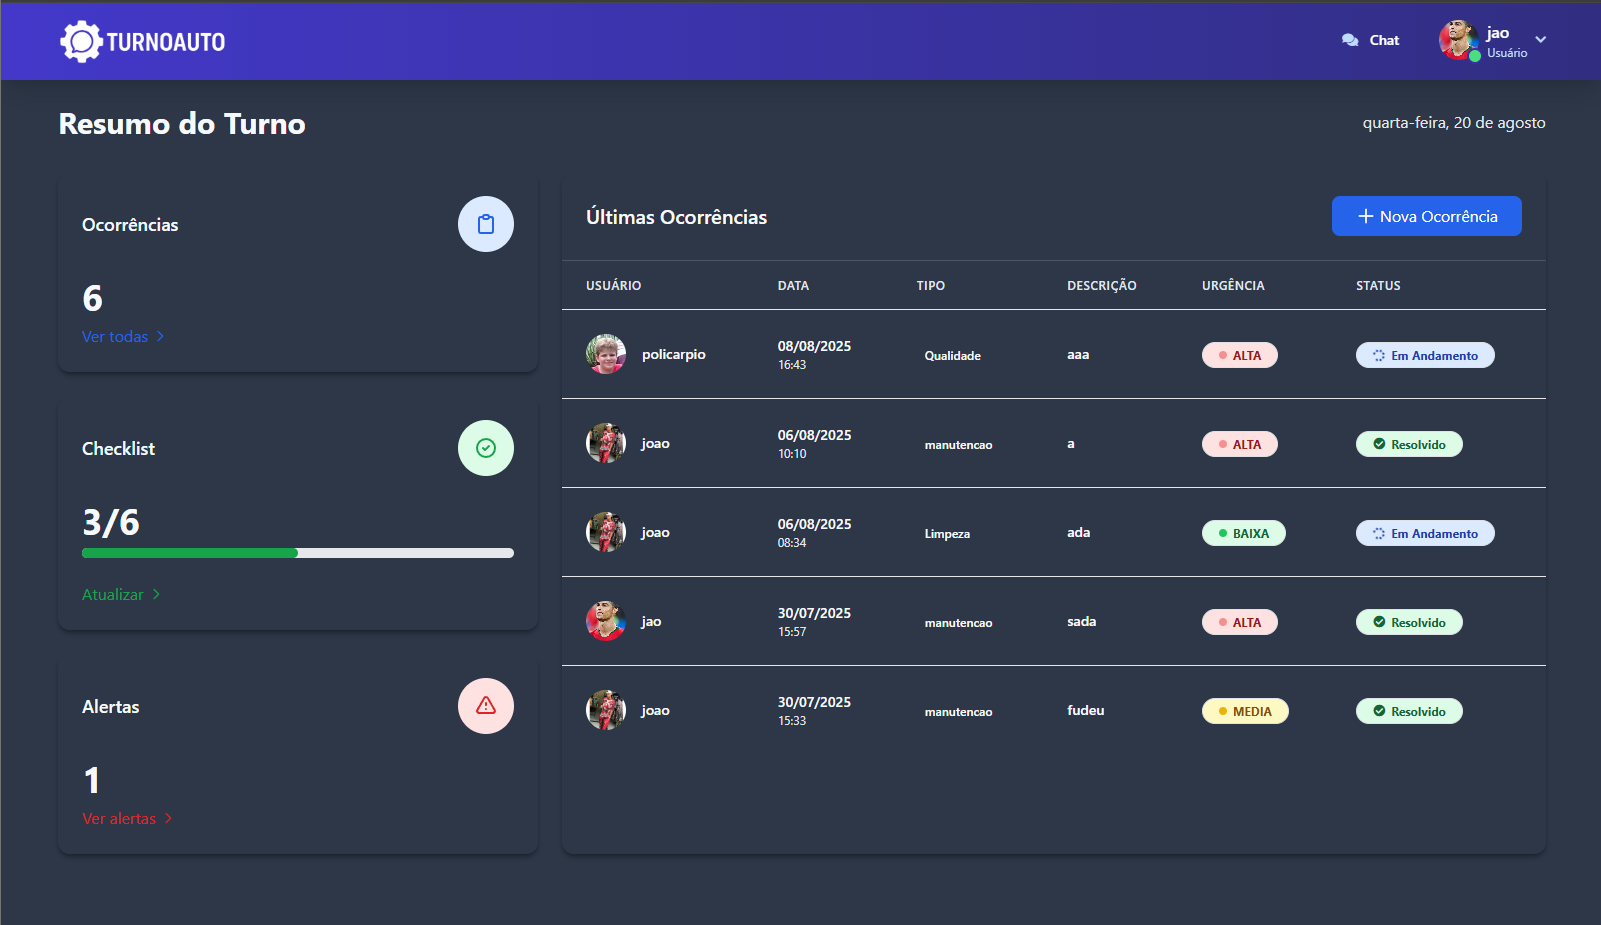 TURNOAUTO
Chat
jao
Usuário
Resumo do Turno
quarta-feira, 20 de agosto
Ocorrências
6
Ver todas
Checklist
3/6
Atualizar
Alertas
1
Ver alertas
Últimas Ocorrências
+ Nova Ocorrência
USUÁRIO DATA TIPO DESCRIÇÃO URGÊNCIA STATUS
policarpio 08/08/2025 16:43 Qualidade aaa ALTA Em Andamento
joao 06/08/2025 10:10 manutencao a ALTA Resolvido
joao 06/08/2025 08:34 Limpeza ada BAIXA Em Andamento
jao 30/07/2025 15:57 manutencao sada ALTA Resolvido
joao 30/07/2025 15:33 manutencao fudeu MEDIA Resolvido